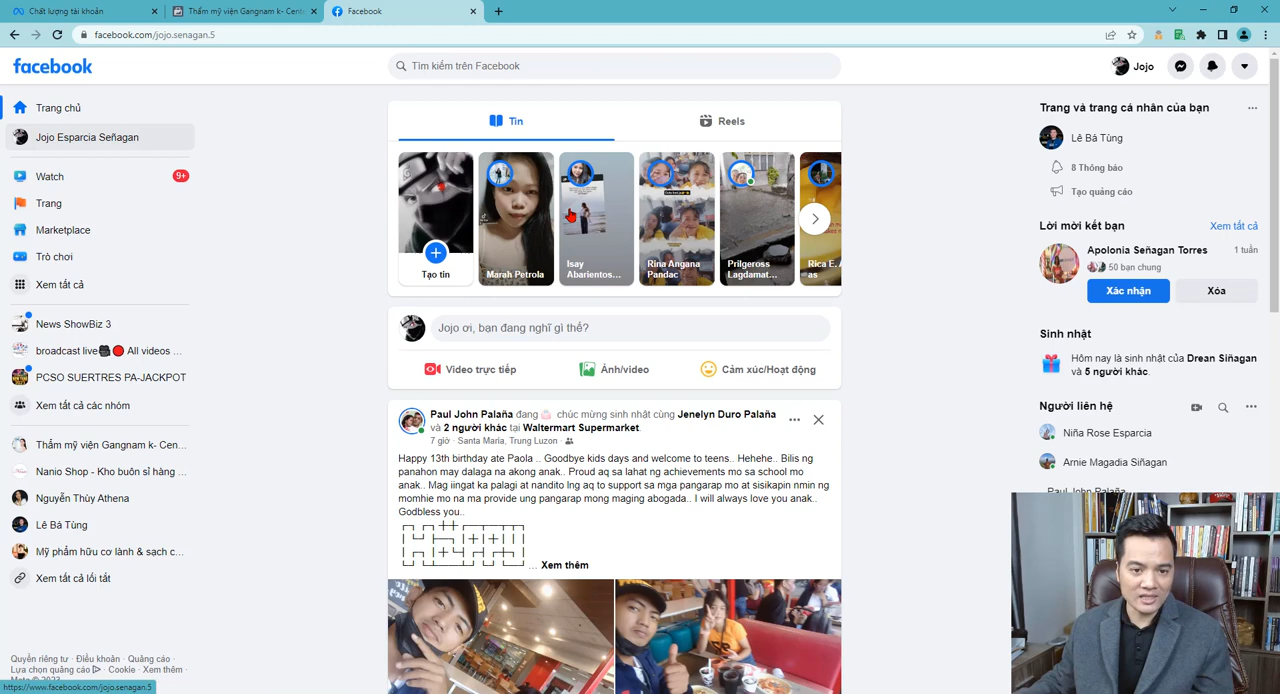 Chất lượng tài khoản
Thẩm mỹ viện Gangnam k- Cent
Facebook
facebook.com/jojo.senagan.5
facebook
Tìm kiếm trên Facebook
Jojo
Trang chủ
Jojo Esparcia Señagan
Watch
9+
Trang
Marketplace
Trò chơi
Xem tất cả
News ShowBiz 3
broadcast live All videos ...
PCSO SUERTRES PA-JACKPOT
Xem tất cả các nhóm
Thẩm mỹ viện Gangnam k- Cen...
Nanio Shop - Kho buôn sỉ hàng ...
Nguyễn Thùy Athena
Lê Bá Tùng
Mỹ phẩm hữu cơ lành & sạch c...
Xem tất cả lối tắt
Quyền riêng tư · Điều khoản · Quảng cáo ·
Lựa chọn quảng cáo · Cookie · Xem thêm ·
Meta © 2023
https://www.facebook.com/jojo.senagan.5
Tin
Reels
Tạo tin
Marah Petrola
Isay
Abarientos...
Rina Angana
Pandac
Prilgeross
Lagdamat...
Rica E. A
as
Jojo ơi, bạn đang nghĩ gì thế?
Video trực tiếp
Ảnh/video
Cảm xúc/Hoạt động
Paul John Palaña đang chúc mừng sinh nhật cùng Jenelyn Duro Palaña
và 2 người khác tại Waltermart Supermarket.
7 giờ · Santa Maria, Trung Luzon ·
Happy 13th birthday ate Paola .. Goodbye kids days and welcome to teens.. Hehehe.. Bilis ng
panahon may dalaga na akong anak.. Proud aq sa lahat ng achievements mo sa school mo
anak.. Mag iingat ka palagi at nandito lng aq to support sa mga pangarap mo at sisikapin nmin ng
momhie mo na ma provide ung pangarap mong maging abogada.. I will always love you anak..
Godbless you..
... Xem thêm
Trang và trang cá nhân của bạn
Lê Bá Tùng
8 Thông báo
Tạo quảng cáo
Lời mời kết bạn
Xem tất cả
Apolonia Señagan Torres
1 tuần
50 bạn chung
Xác nhận
Xóa
Sinh nhật
Hôm nay là sinh nhật của Drean Siñagan
và 5 người khác.
Người liên hệ
Niña Rose Esparcia
Arnie Magadia Siñagan
Paul John Palaña